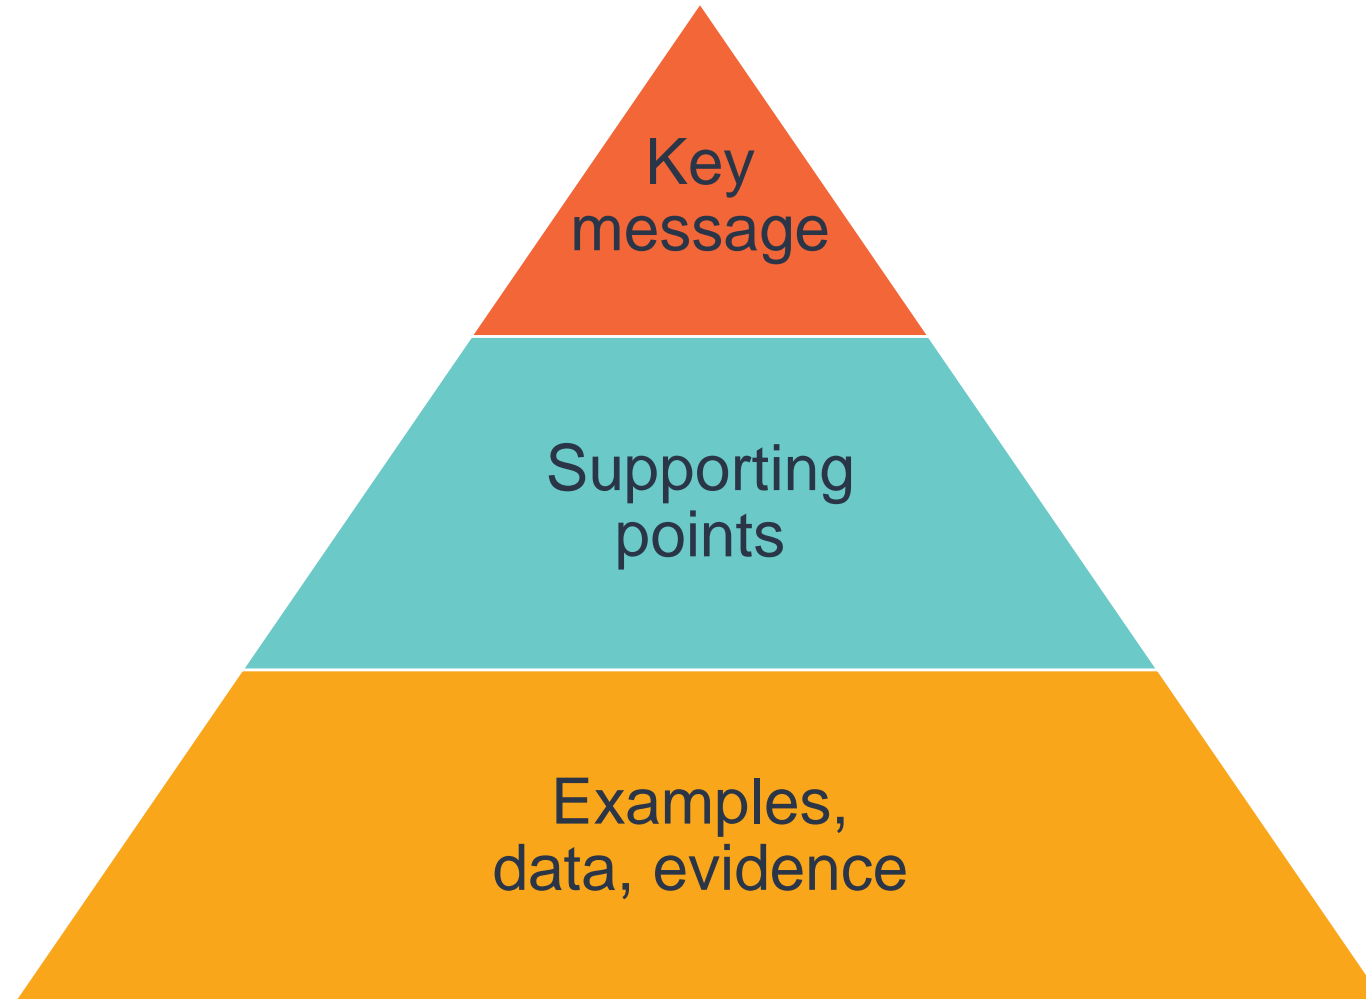 Key
message
Supporting
points
Examples,
data, evidence